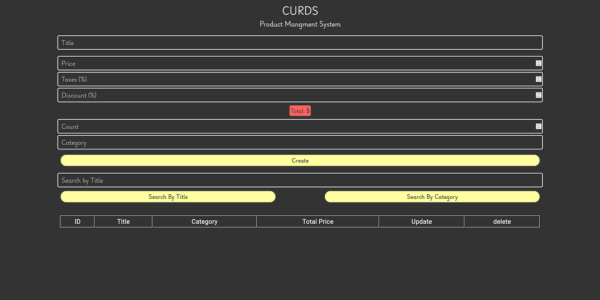 CURDS
Product Managment System
Title
Price
Taxes (%)
Discount (%)
Total: $
Count
Category
Create
Search by Title
Search By Title Search By Category
ID Title Category Total Price Update delete